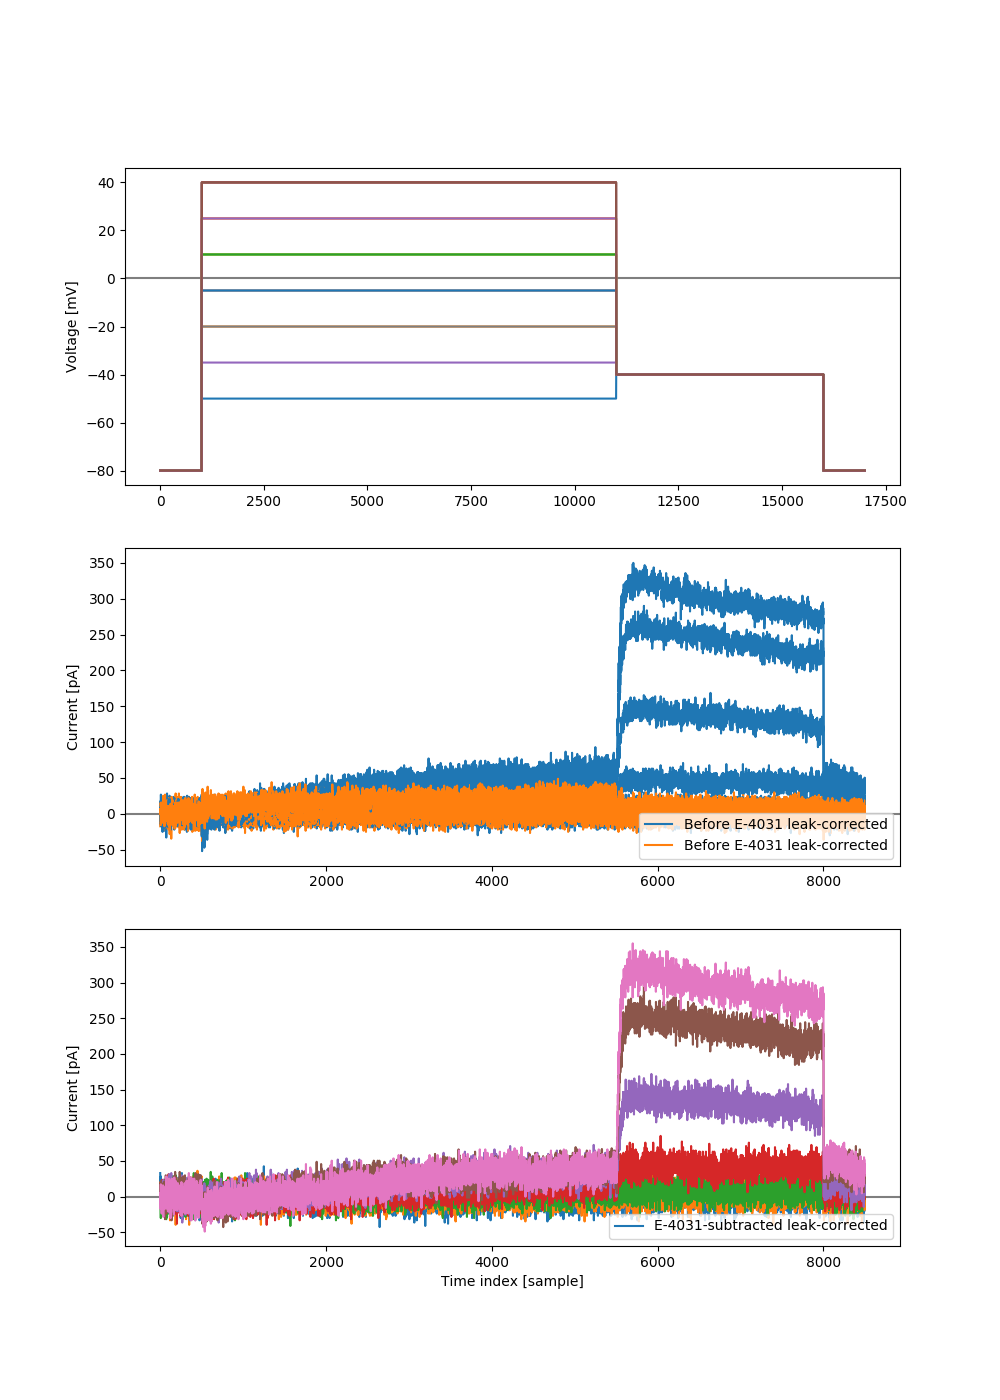 40
20
0
−20
−40
−60
−80
Voltage [mV]
0 2500 5000 7500 10000 12500 15000 17500
350
300
250
200
150
100
50
0
−50
Current [pA]
Before E-4031 leak-corrected
Before E-4031 leak-corrected
0 2000 4000 6000 8000
350
300
250
200
150
100
50
0
−50
Current [pA]
E-4031-subtracted leak-corrected
0 2000 4000 6000 8000
Time index [sample]